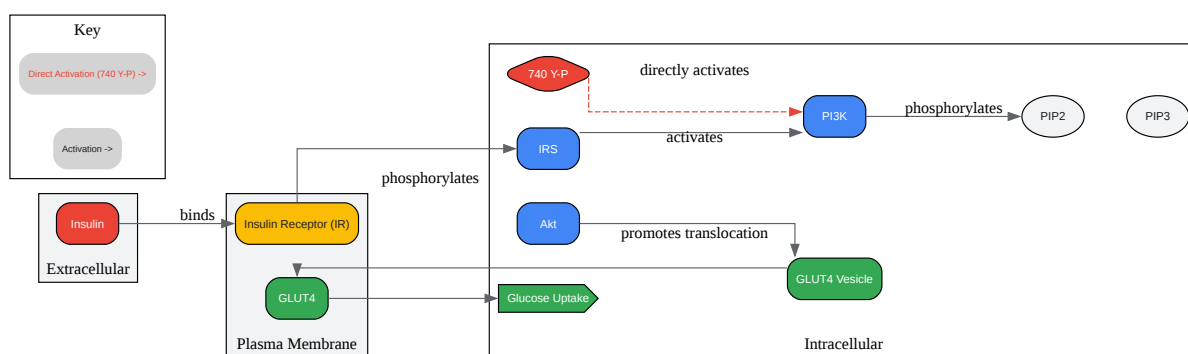 Key
Direct Activation (740 Y-P) ->
Activation ->
740 Y-P
directly activates
PI3K
phosphorylates
PIP2
PIP3
IRS
activates
phosphorylates
Insulin
binds
Insulin Receptor (IR)
Akt
promotes translocation
Extracellular
GLUT4
Glucose Uptake
GLUT4 Vesicle
Plasma Membrane
Intracellular